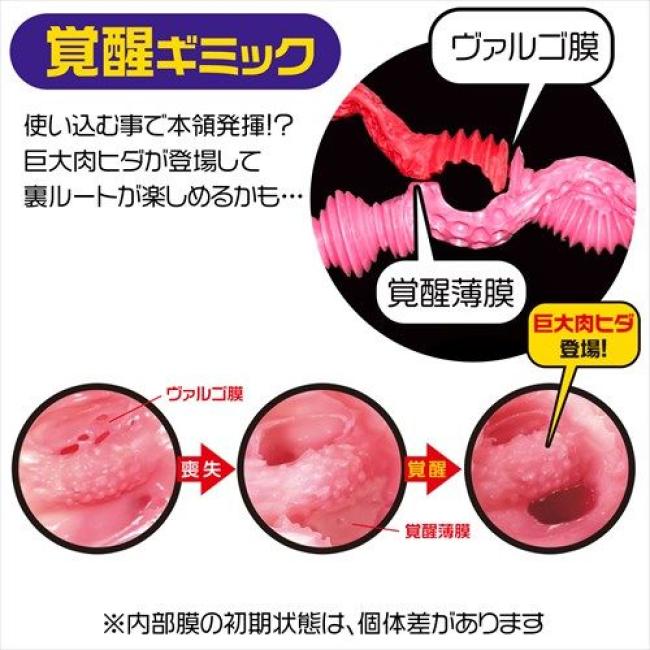 覚醒ギミック
使い込む事で本領発揮!?
巨大肉ヒダが登場して
裏ルートが楽しめるかも…
ヴァルゴ膜
覚醒薄膜
巨大肉ヒダ
登場!
ヴァルゴ膜
喪失
覚醒
覚醒薄膜
※内部膜の初期状態は、個体差があります